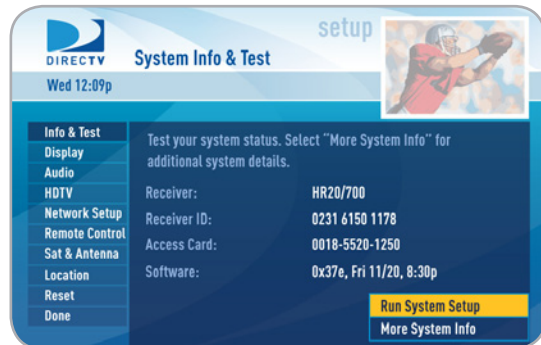 setup
DIRECTV
System Info & Test
Wed 12:09p
Info & Test
Display
Audio
HDTV
Network Setup
Remote Control
Sat & Antenna
Location
Reset
Done
Test your system status. Select "More System Info" for
additional system details.
Receiver: HR20/700
Receiver ID: 0231 6150 1178
Access Card: 0018-5520-1250
Software: 0x37e, Fri 11/20, 8:30p
Run System Setup
More System Info